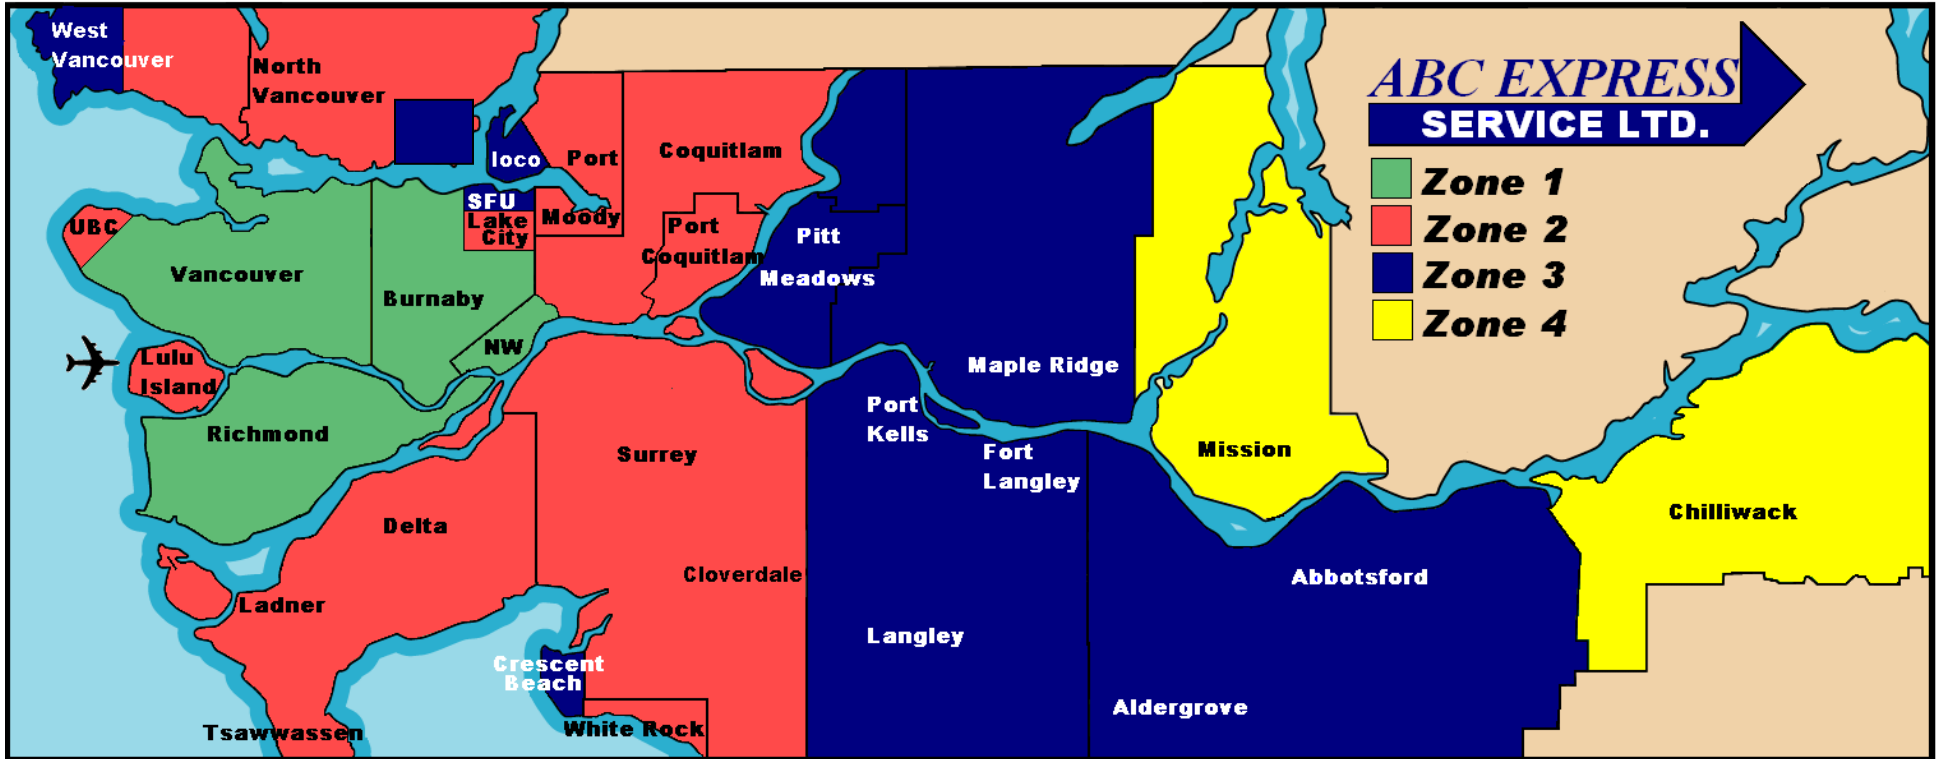 West
Vancouver
North
Vancouver
ABC EXPRESS
SERVICE LTD.
Ioco
Port
Moody
Coquitlam
Zone 1
Zone 2
Zone 3
Zone 4
SFU
Lake
City
UBC
Port
Coquitlam
Pitt
Meadows
Vancouver
Burnaby
NW
Lulu
Island
Maple Ridge
Port
Kells
Richmond
Surrey
Fort
Langley
Mission
Delta
Chilliwack
Cloverdale
Abbotsford
Ladner
Langley
Crescent
Beach
Aldergrove
Tsawwassen
White Rock